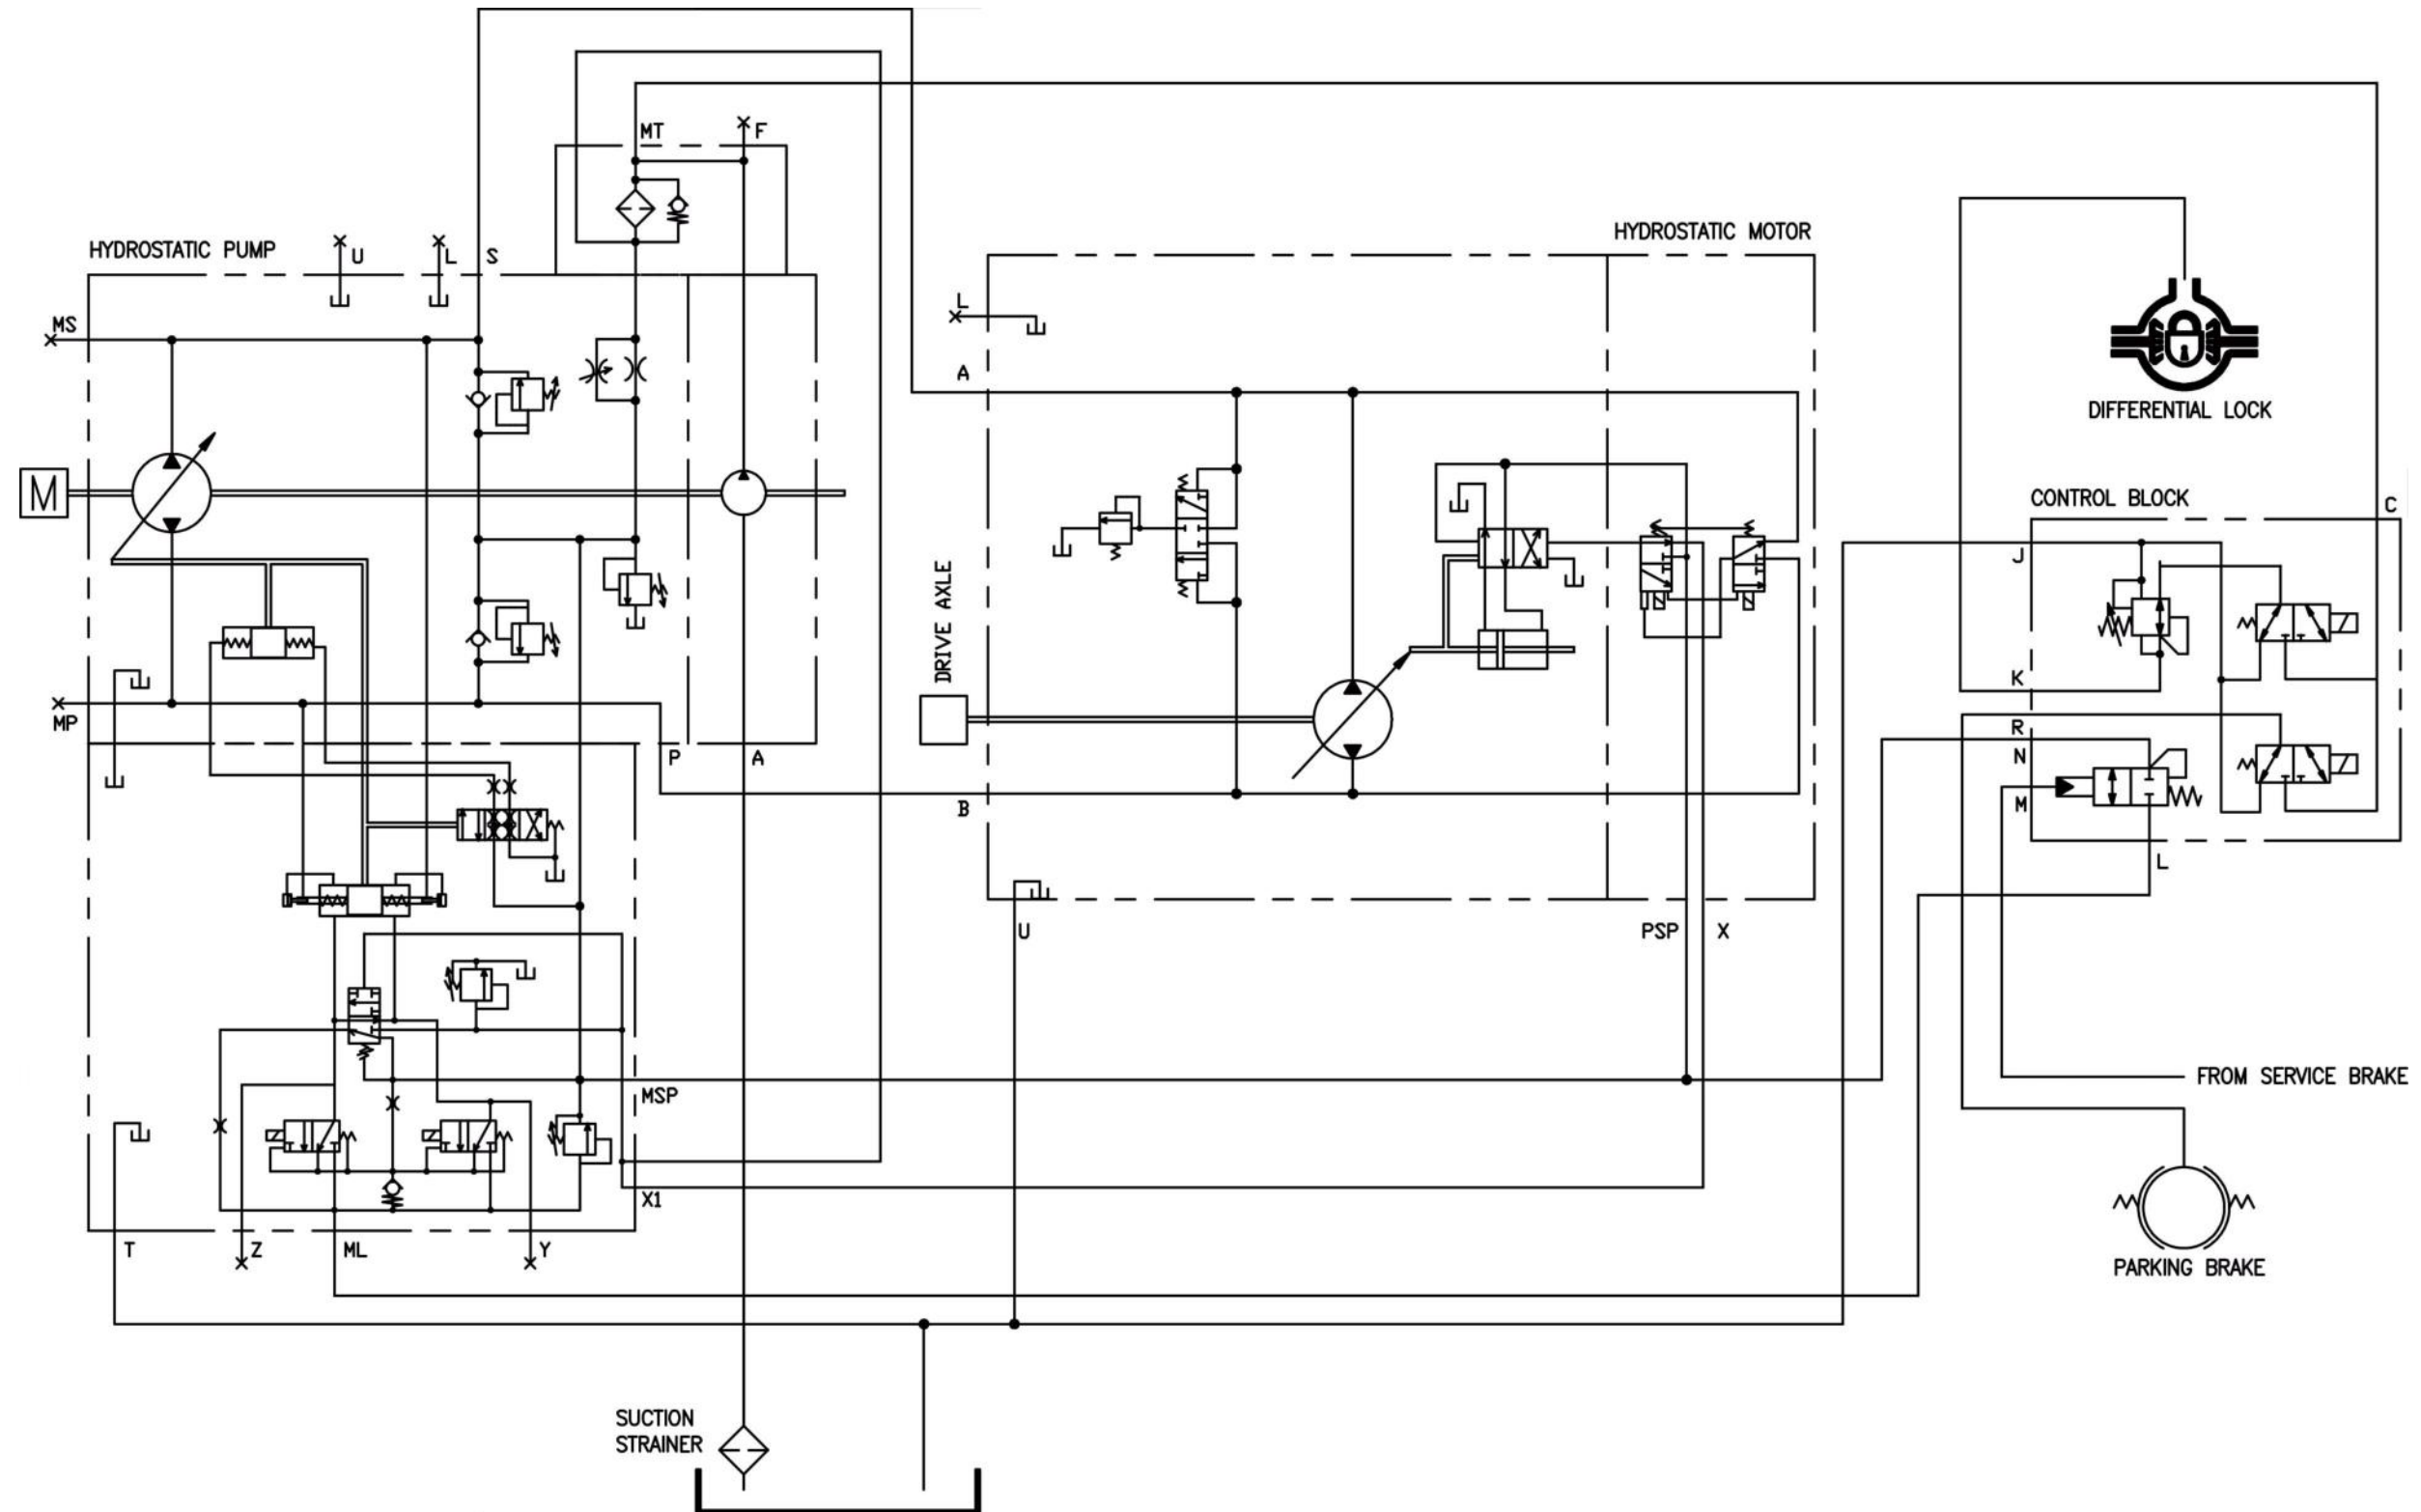 MT
F
HYDROSTATIC PUMP
U
L
S
MS
M
MP
P
A
MSP
X1
T
Z
ML
Y
SUCTION
STRAINER
HYDROSTATIC MOTOR
L
A
DRIVE AXLE
B
U
PSP
X
DIFFERENTIAL LOCK
CONTROL BLOCK
C
J
K
R
N
M
L
FROM SERVICE BRAKE
PARKING BRAKE